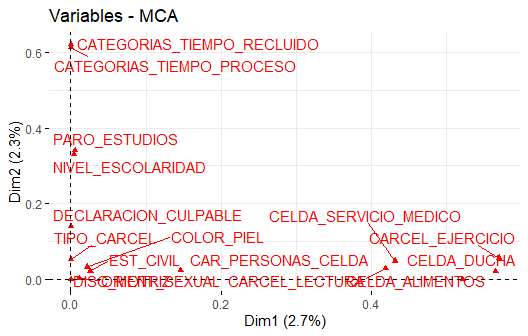 Variables - MCA
0.6
CATEGORIAS_TIEMPO_RECLUIDO
CATEGORIAS_TIEMPO_PROCESO
0.4
PARO_ESTUDIOS
NIVEL_ESCOLARIDAD
Dim2 (2.3%)
0.2
DECLARACION_CULPABLE CELDA_SERVICIO_MEDICO
TIPO_CARCEL COLOR_PIEL CARCEL_EJERCICIO
EST_CIVIL CAR_PERSONAS_CELDA CELDA_DUCHA
0.0
CARCEL_LECTURA CELDA_ALIMENTOS
0.0 0.2 0.4
Dim1 (2.7%)